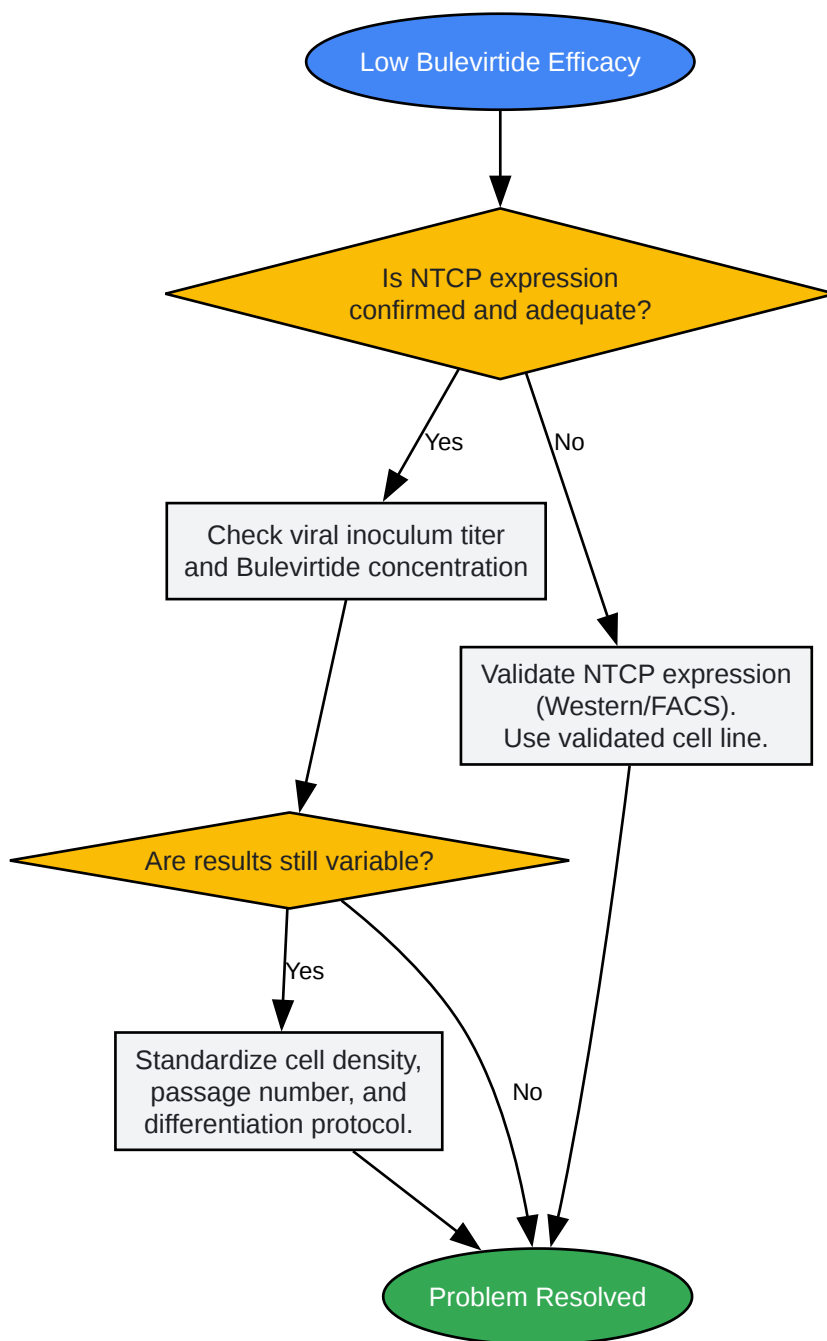 Low Bulevirtide Efficacy
Is NTCP expression
confirmed and adequate?
Yes
No
Check viral inoculum titer
and Bulevirtide concentration
Validate NTCP expression
(Western/FACS).
Use validated cell line.
Are results still variable?
Yes
No
Standardize cell density,
passage number, and
differentiation protocol.
Problem Resolved